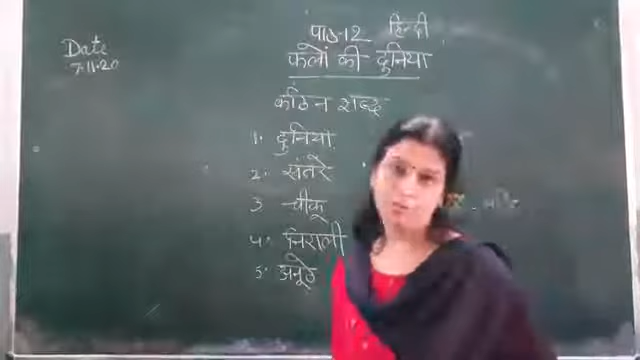 Date
7.11.20
पाठ-12 हिन्दी
फलों की दुनिया
कठिन शब्द
1. दुनिया
2. संतरे
3. चीकू
4. निराली
5. अनूठे